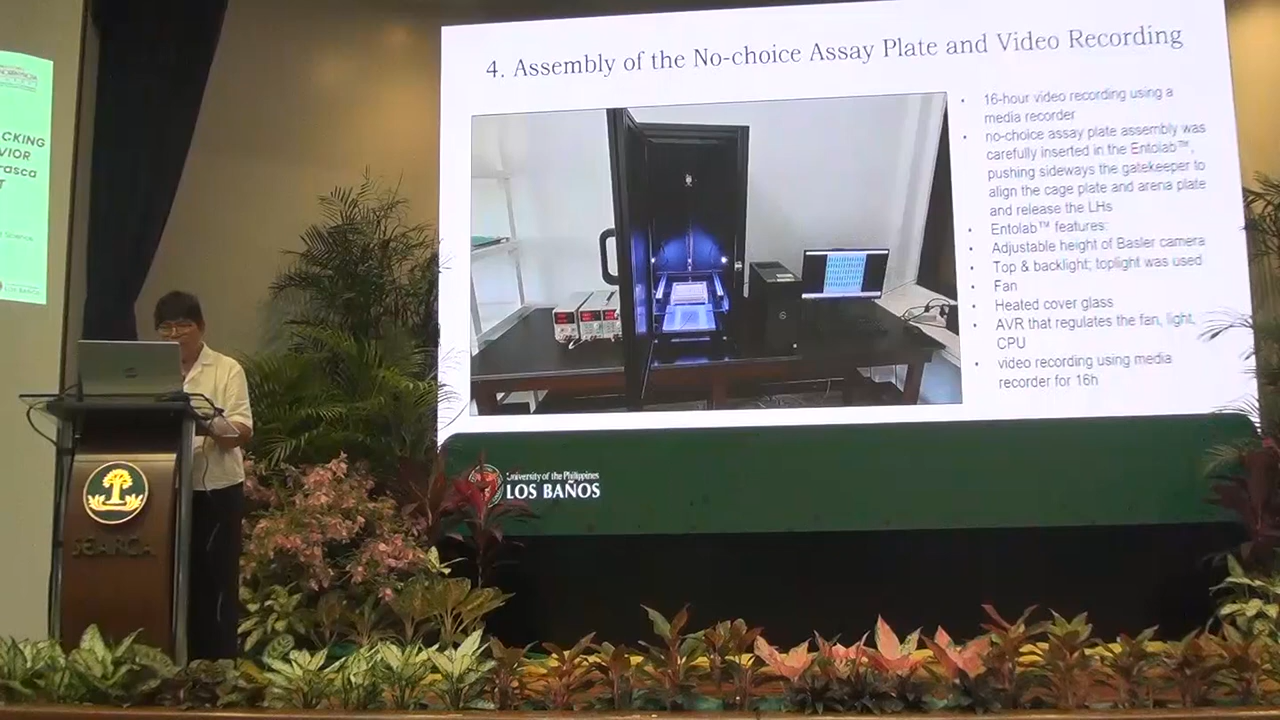 CKING
VIOR
rasca
T
Science
LOS BAÑOS
4. Assembly of the No-choice Assay Plate and Video Recording
• 16-hour video recording using a
media recorder
• no-choice assay plate assembly was
carefully inserted in the Entolab™,
pushing sideways the gatekeeper to
align the cage plate and arena plate
and release the LHs
• Entolab™ features:
• Adjustable height of Basler camera
• Top & backlight; toplight was used
• Fan
• Heated cover glass
• AVR that regulates the fan, light,
CPU
• video recording using media
recorder for 16h
University of the Philippines
LOS BAÑOS
SEARCA